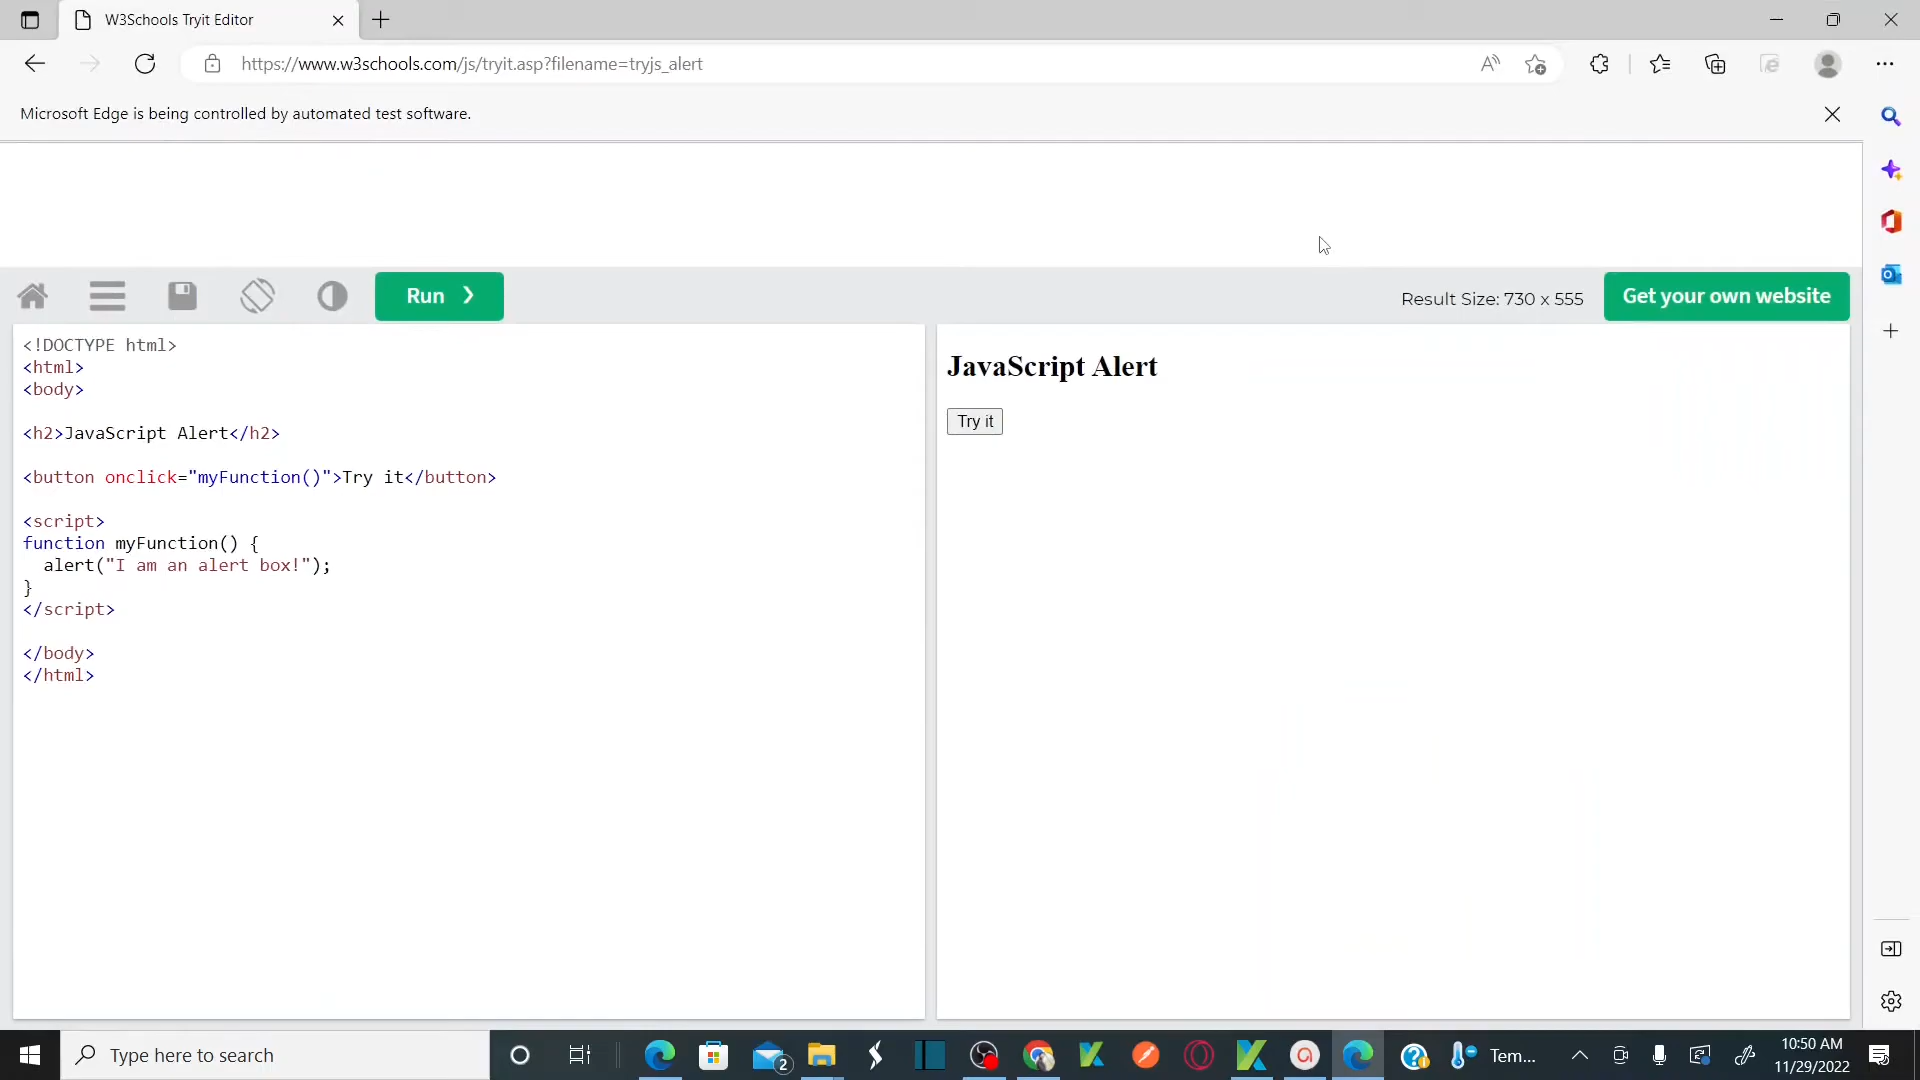 W3Schools Tryit Editor
https://www.w3schools.com/js/tryit.asp?filename=tryjs_alert
Microsoft Edge is being controlled by automated test software.
Run ❯
Result Size: 730 x 555
Get your own website
<!DOCTYPE html>
<html>
<body>
<h2>JavaScript Alert</h2>
<button onclick="myFunction()">Try it</button>
<script>
function myFunction() {
  alert("I am an alert box!");
}
</script>
</body>
</html>
JavaScript Alert
Try it
Type here to search
2
Tem...
10:50 AM
11/29/2022